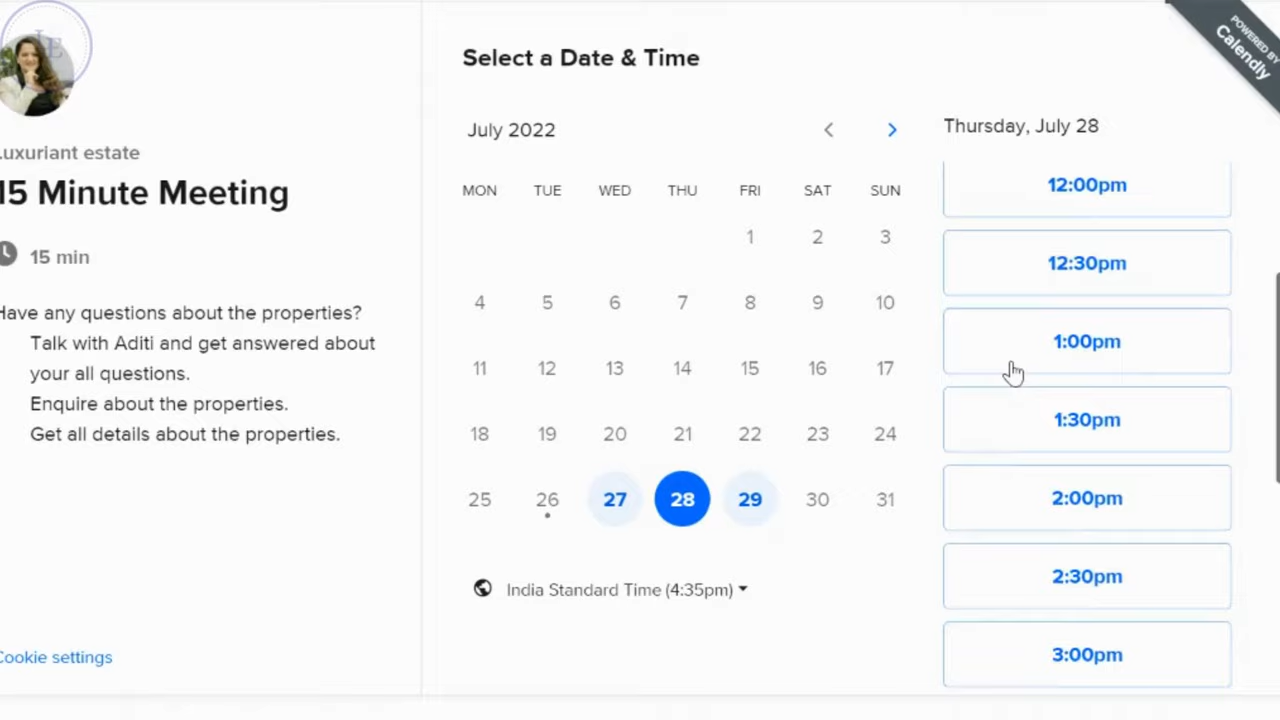 LE
Luxuriant estate
15 Minute Meeting
15 min
Have any questions about the properties?
Talk with Aditi and get answered about
your all questions.
Enquire about the properties.
Get all details about the properties.
Cookie settings
Select a Date & Time
July 2022
MON TUE WED THU FRI SAT SUN
1 2 3
4 5 6 7 8 9 10
11 12 13 14 15 16 17
18 19 20 21 22 23 24
25 26 27 28 29 30 31
India Standard Time (4:35pm)
Thursday, July 28
12:00pm
12:30pm
1:00pm
1:30pm
2:00pm
2:30pm
3:00pm
POWERED BY
Calendly